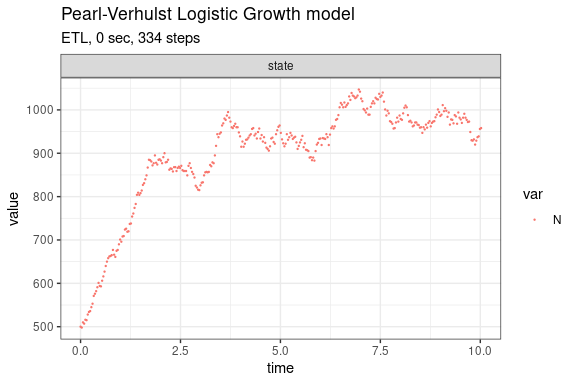 Pearl-Verhulst Logistic Growth model
ETL, 0 sec, 334 steps
state
1000
900
800
700
600
500
value
0.0
2.5
5.0
7.5
10.0
time
var
N